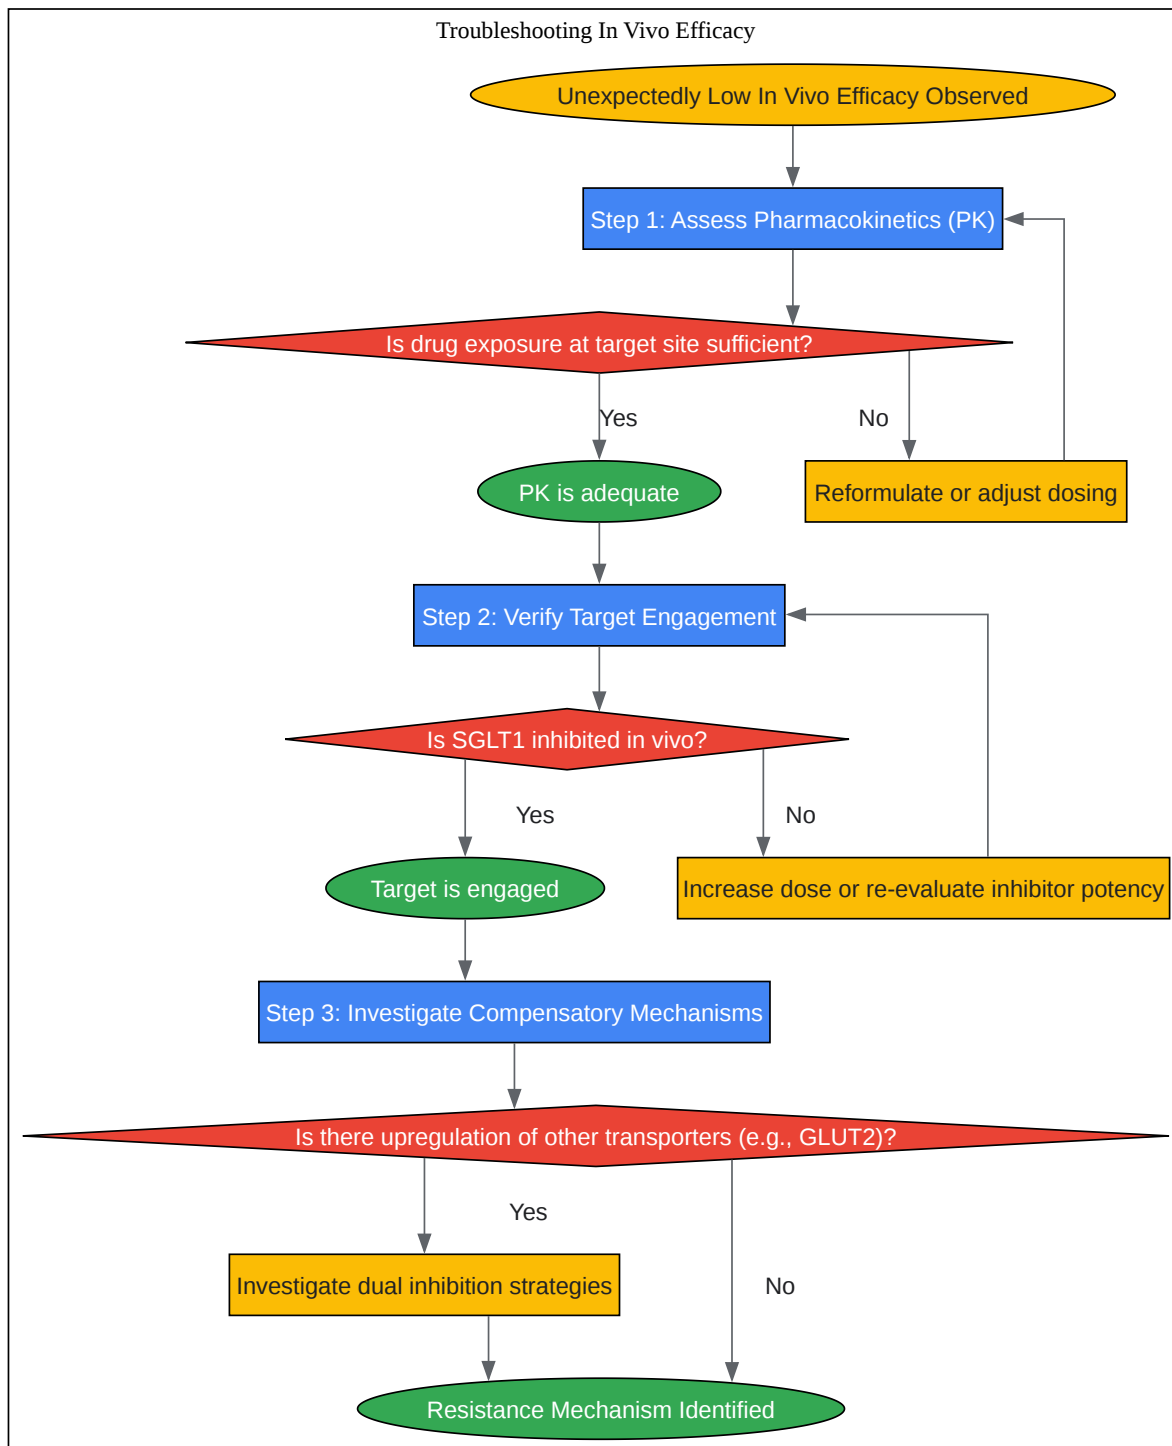 Troubleshooting In Vivo Efficacy
Unexpectedly Low In Vivo Efficacy Observed
Step 1: Assess Pharmacokinetics (PK)
Is drug exposure at target site sufficient?
Yes
No
PK is adequate
Reformulate or adjust dosing
Step 2: Verify Target Engagement
Is SGLT1 inhibited in vivo?
Yes
No
Target is engaged
Increase dose or re-evaluate inhibitor potency
Step 3: Investigate Compensatory Mechanisms
Is there upregulation of other transporters (e.g., GLUT2)?
Yes
Investigate dual inhibition strategies
No
Resistance Mechanism Identified